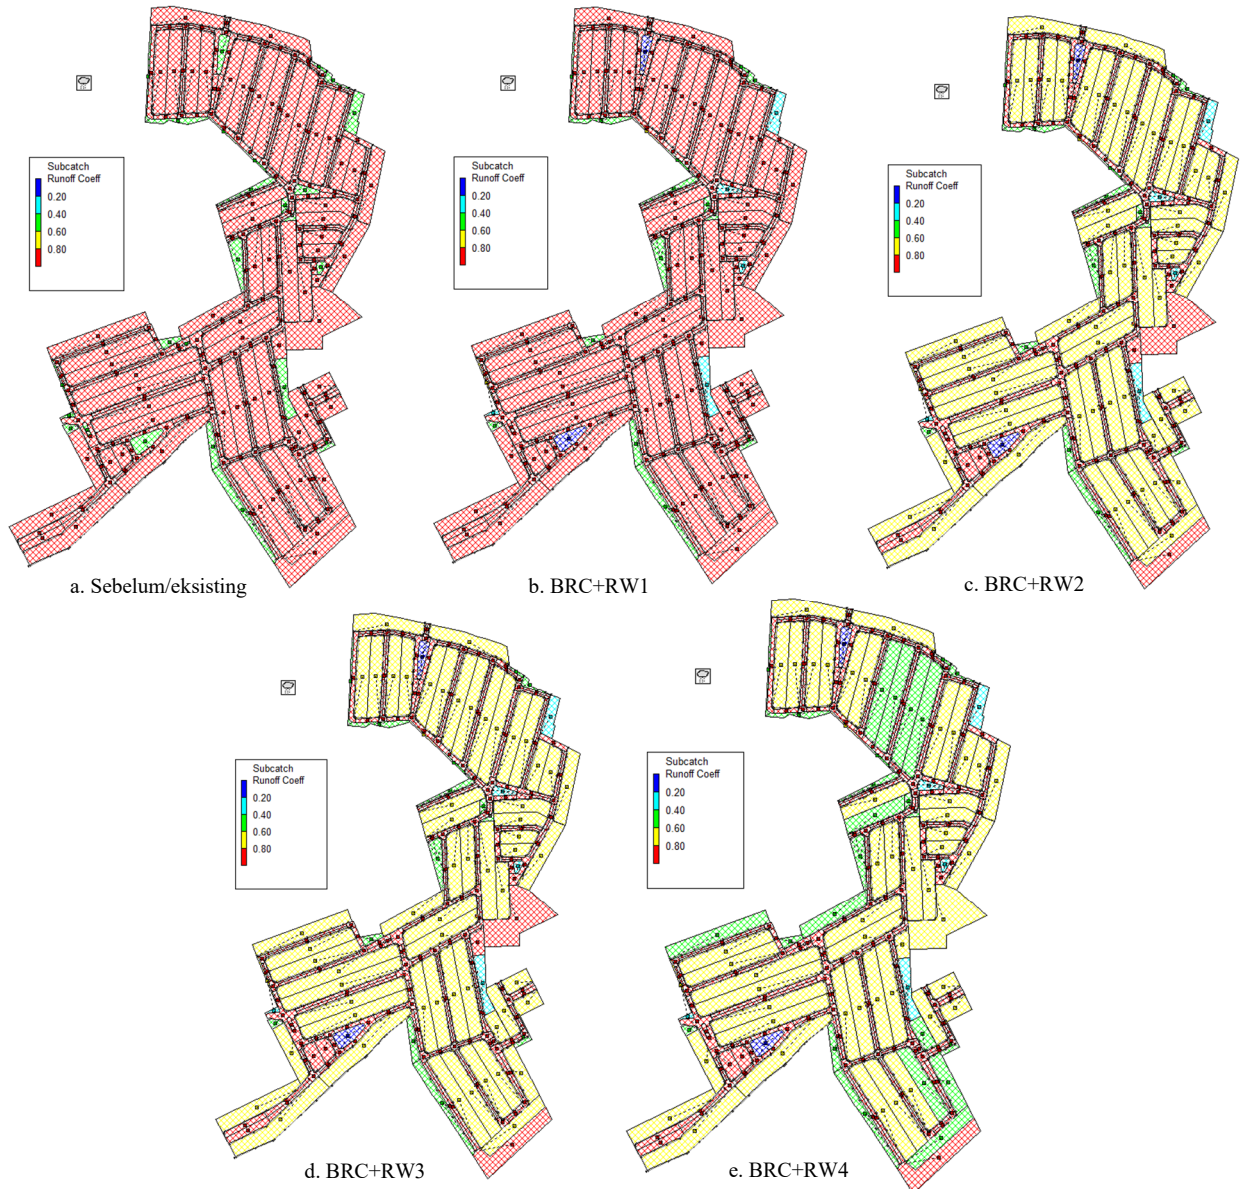 Subcatch
Runoff Coeff
0.20
0.40
0.60
0.80
Subcatch
Runoff Coeff
0.20
0.40
0.60
0.80
Subcatch
Runoff Coeff
0.20
0.40
0.60
0.80
a. Sebelum/eksisting
b. BRC+RW1
c. BRC+RW2
Subcatch
Runoff Coeff
0.20
0.40
0.60
0.80
Subcatch
Runoff Coeff
0.20
0.40
0.60
0.80
d. BRC+RW3
e. BRC+RW4